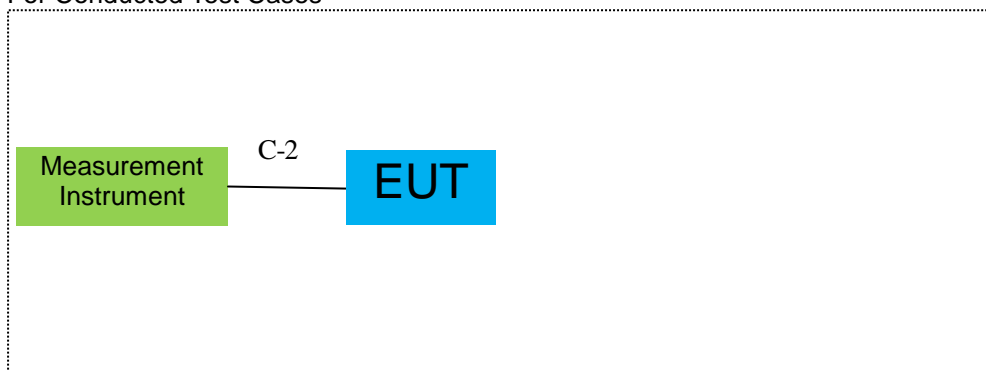 For Conducted Test Cases
C-2
Measurement
Instrument
EUT